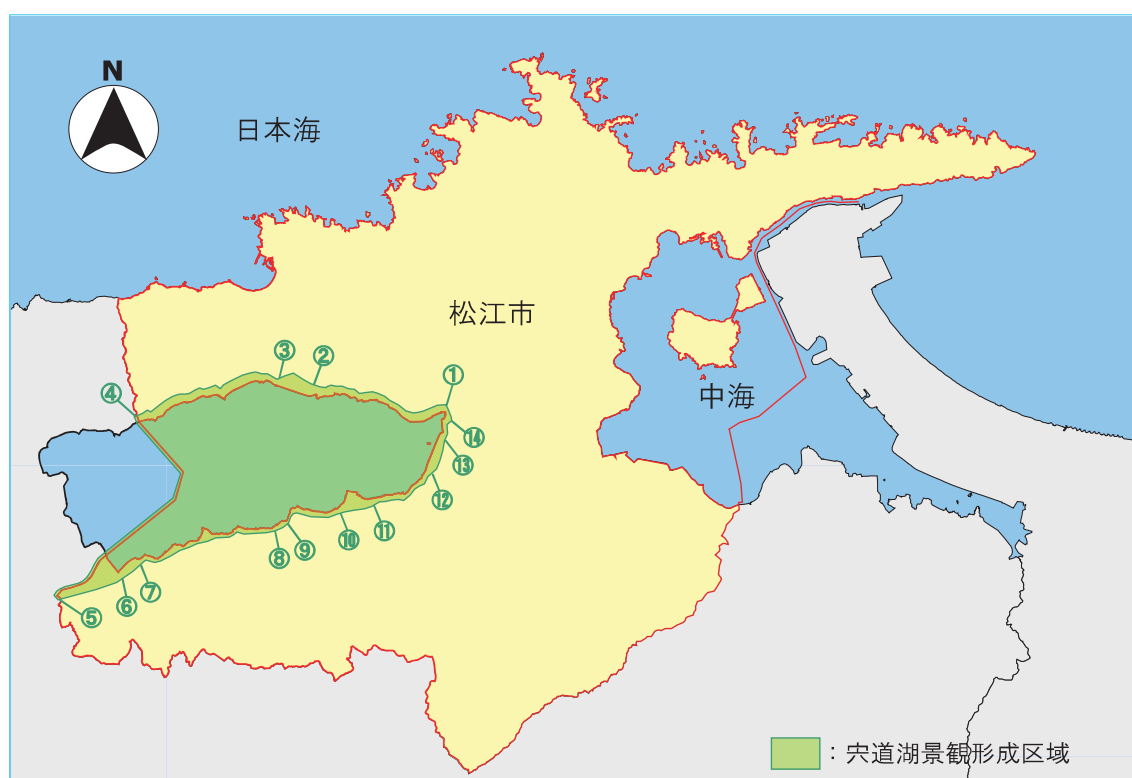 N
日本海
松江市
中海
③
②
①
④
⑭
⑬
⑫
⑪
⑩
⑨
⑧
⑦
⑥
⑤
：宍道湖景観形成区域